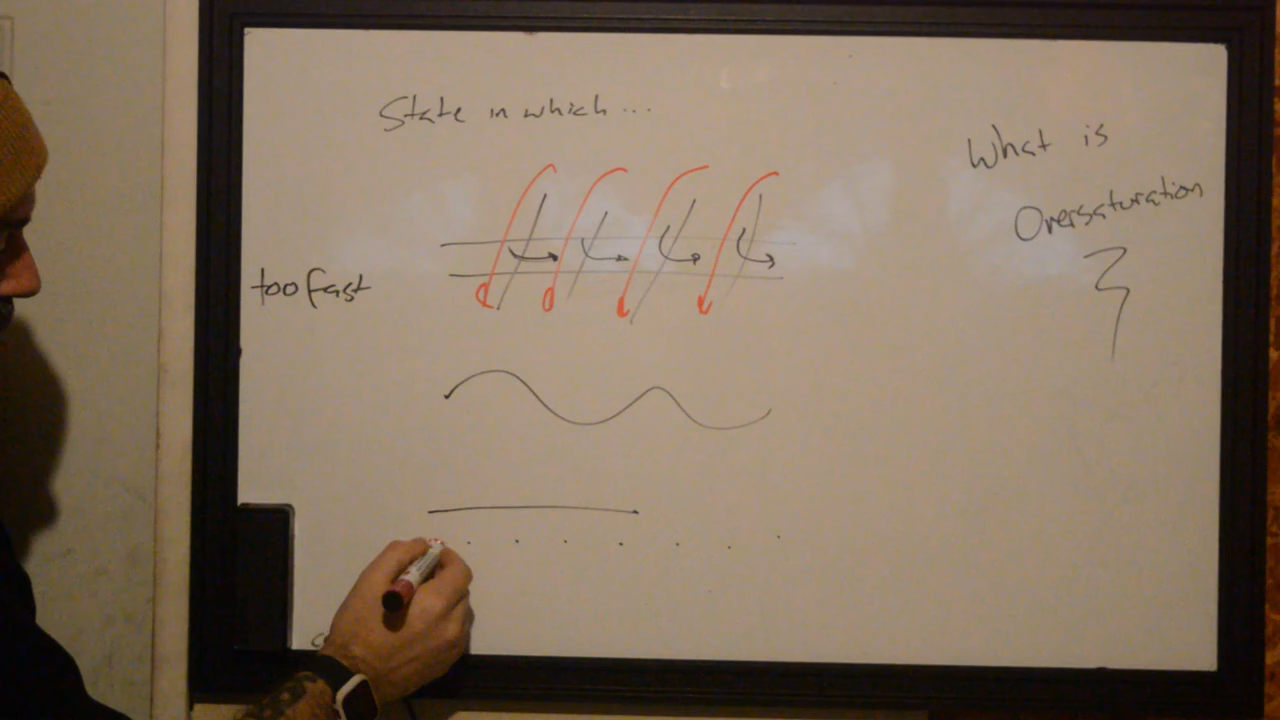 State in which...
too fast
What is
Oversaturation
?